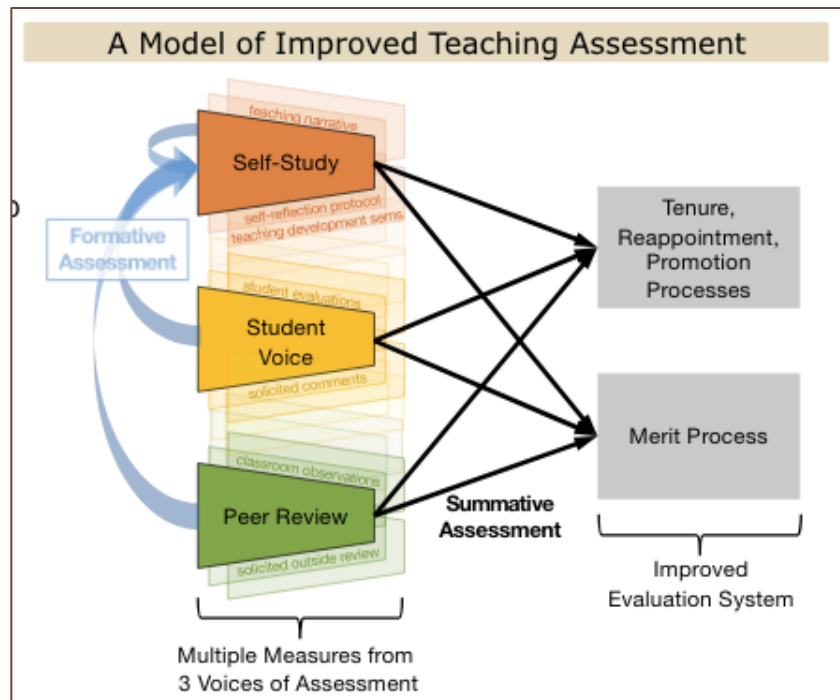 A Model of Improved Teaching Assessment
teaching narrative
Self-Study
self-reflection protocol
teaching development sems
Formative
Assessment
student evaluations
Student
Voice
solicited comments
classroom observations
Peer Review
solicited outside review
Tenure,
Reappointment,
Promotion
Processes
Merit Process
Summative
Assessment
Improved
Evaluation System
Multiple Measures from
3 Voices of Assessment